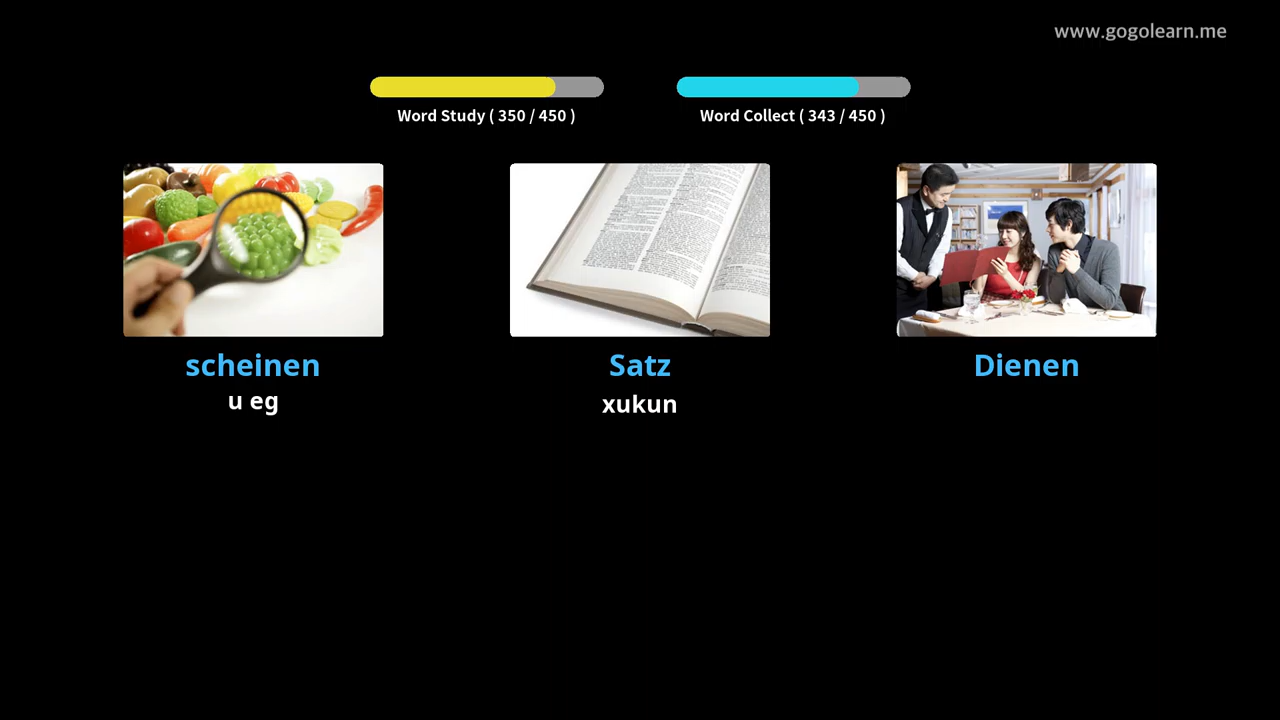 www.gogolearn.me
Word Study ( 350 / 450 )
Word Collect ( 343 / 450 )
scheinen
Satz
Dienen
u eg
xukun